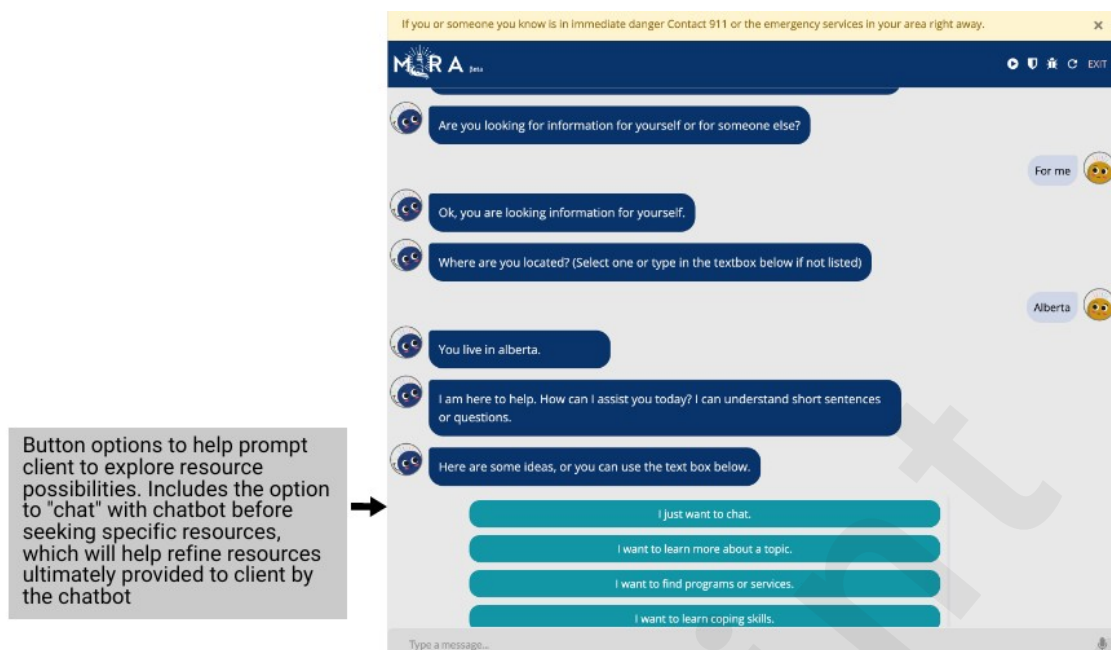 If you or someone you know is in immediate danger Contact 911 or the emergency services in your area right away.
MIRA Beta
EXIT
Are you looking for information for yourself or for someone else?
For me
Ok, you are looking information for yourself.
Where are you located? (Select one or type in the textbox below if not listed)
Alberta
You live in alberta.
I am here to help. How can I assist you today? I can understand short sentences
or questions.
Here are some ideas, or you can use the text box below.
I just want to chat.
I want to learn more about a topic.
I want to find programs or services.
I want to learn coping skills.
Type a message...
Button options to help prompt
client to explore resource
possibilities. Includes the option
to "chat" with chatbot before
seeking specific resources,
which will help refine resources
ultimately provided to client by
the chatbot